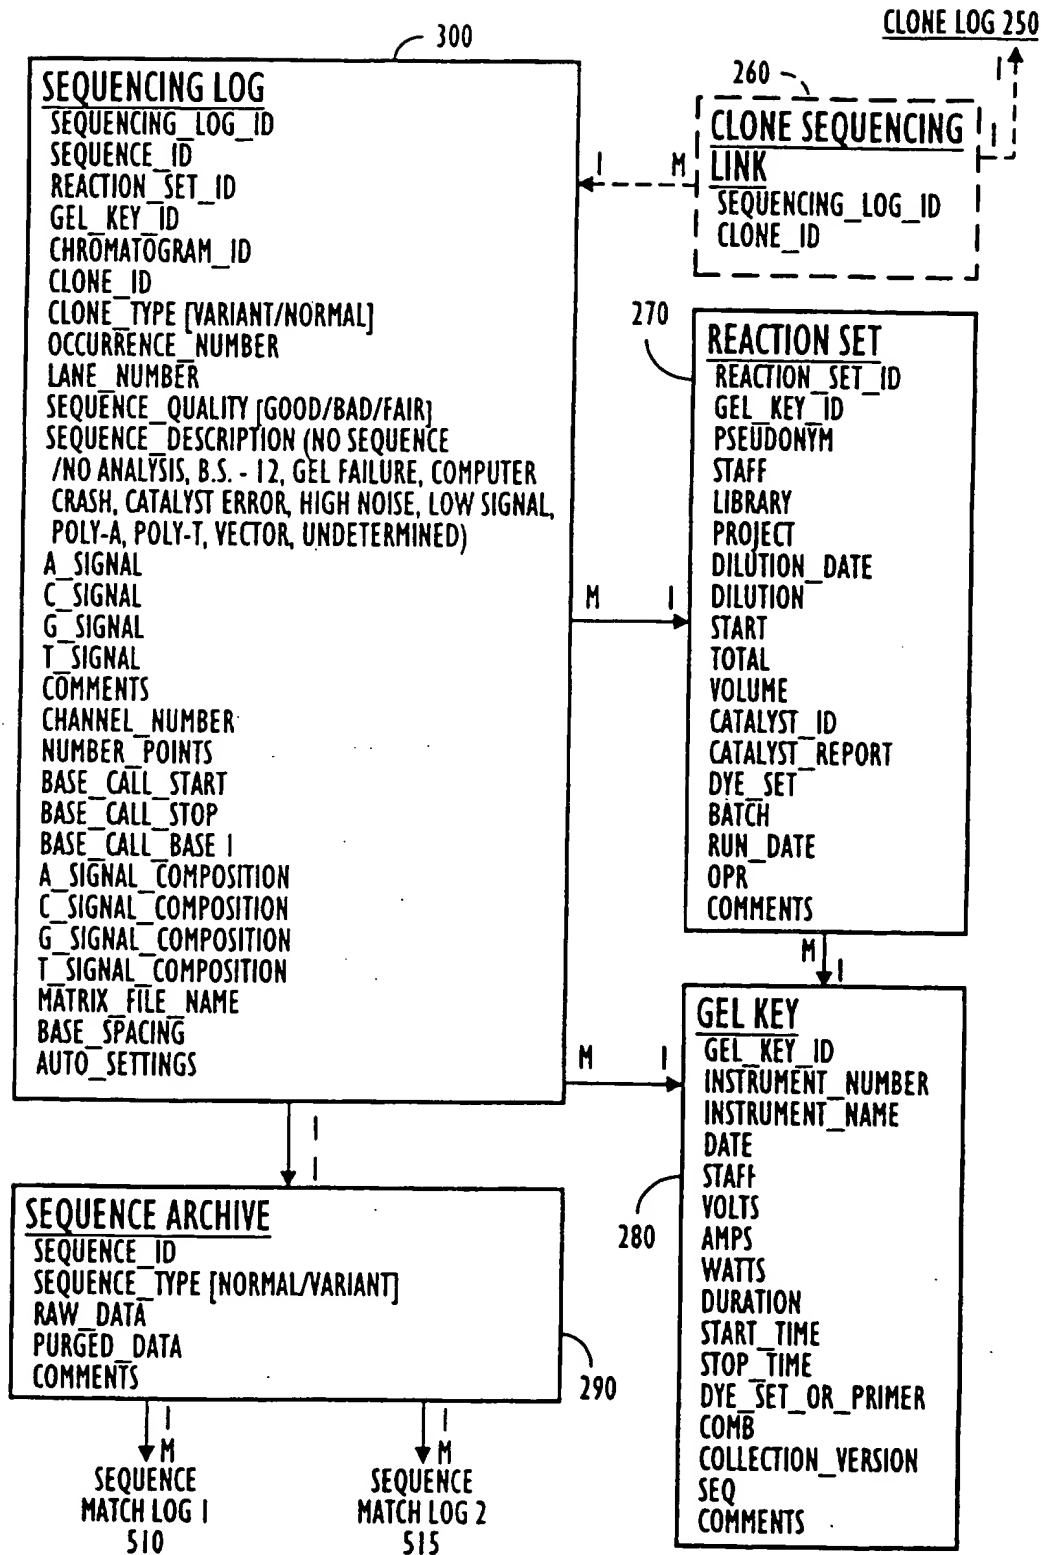 CLONE LOG 250
300
SEQUENCING LOG
SEQUENCING_LOG_ID
SEQUENCE_ID
REACTION_SET_ID
GEL_KEY_ID
CHROMATOGRAM_ID
CLONE_ID
CLONE_TYPE [VARIANT/NORMAL]
OCCURRENCE_NUMBER
LANE_NUMBER
SEQUENCE_QUALITY [GOOD/BAD/FAIR]
SEQUENCE_DESCRIPTION (NO SEQUENCE
/NO ANALYSIS, B.S. - 12, GEL FAILURE, COMPUTER
CRASH, CATALYST ERROR, HIGH NOISE, LOW SIGNAL,
POLY-A, POLY-T, VECTOR, UNDETERMINED)
A_SIGNAL
C_SIGNAL
G_SIGNAL
T_SIGNAL
COMMENTS
CHANNEL_NUMBER
NUMBER_POINTS
BASE_CALL_START
BASE_CALL_STOP
BASE_CALL_BASE 1
A_SIGNAL_COMPOSITION
C_SIGNAL_COMPOSITION
G_SIGNAL_COMPOSITION
T_SIGNAL_COMPOSITION
MATRIX_FILE_NAME
BASE_SPACING
AUTO_SETTINGS
260
1
1
CLONE SEQUENCING
LINK
SEQUENCING_LOG_ID
CLONE_ID
1 M
270
REACTION SET
REACTION_SET_ID
GEL_KEY_ID
PSEUDONYM
STAFF
LIBRARY
PROJECT
DILUTION_DATE
DILUTION
START
TOTAL
VOLUME
CATALYST_ID
CATALYST_REPORT
DYE_SET
BATCH
RUN_DATE
OPR
COMMENTS
M 1
M
1
GEL KEY
GEL_KEY_ID
INSTRUMENT_NUMBER
INSTRUMENT_NAME
DATE
STAFF
VOLTS
AMPS
WATTS
DURATION
START_TIME
STOP_TIME
DYE_SET_OR_PRIMER
COMB
COLLECTION_VERSION
SEQ
COMMENTS
M 1
280
1
1
SEQUENCE ARCHIVE
SEQUENCE_ID
SEQUENCE_TYPE [NORMAL/VARIANT]
RAW_DATA
PURGED_DATA
COMMENTS
290
1
M
SEQUENCE
MATCH LOG 1
510
1
M
SEQUENCE
MATCH LOG 2
515